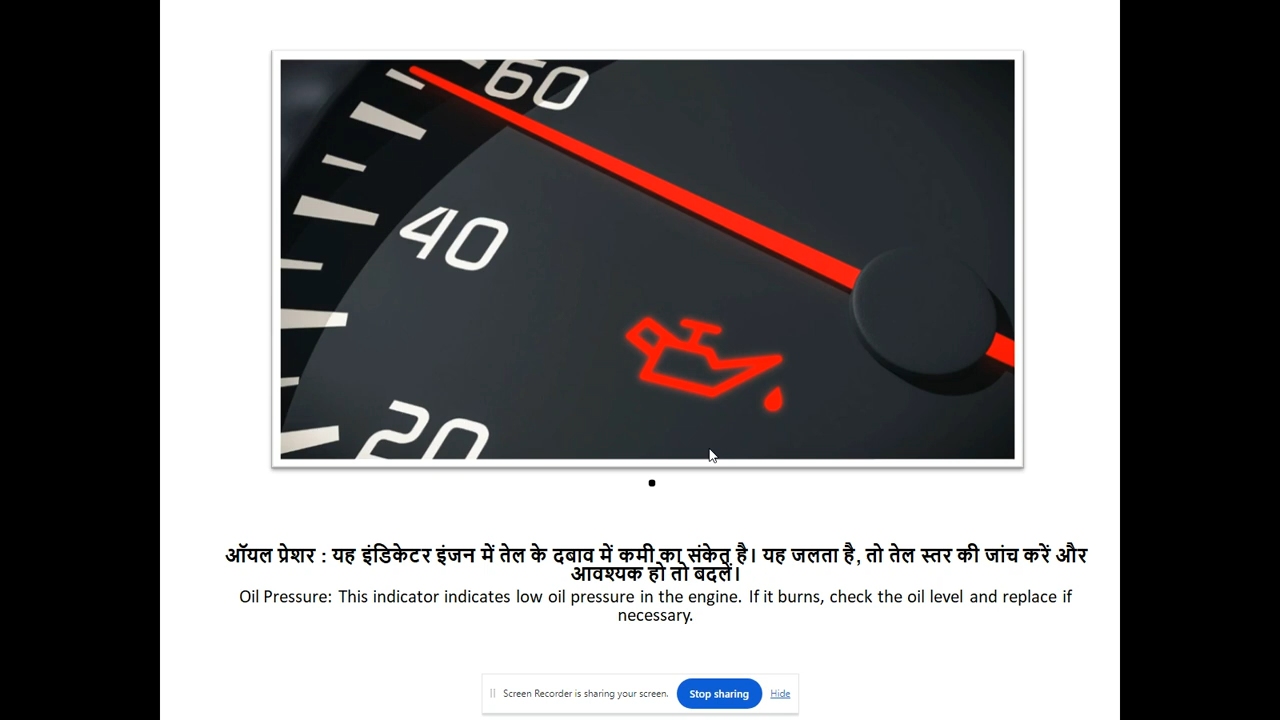 60
40
20
ऑयल प्रेशर : यह इंडिकेटर इंजन में तेल के दबाव में कमी का संकेत है। यह जलता है, तो तेल स्तर की जांच करें और
आवश्यक हो तो बदलें।
Oil Pressure: This indicator indicates low oil pressure in the engine. If it burns, check the oil level and replace if
necessary.
Screen Recorder is sharing your screen. Stop sharing Hide